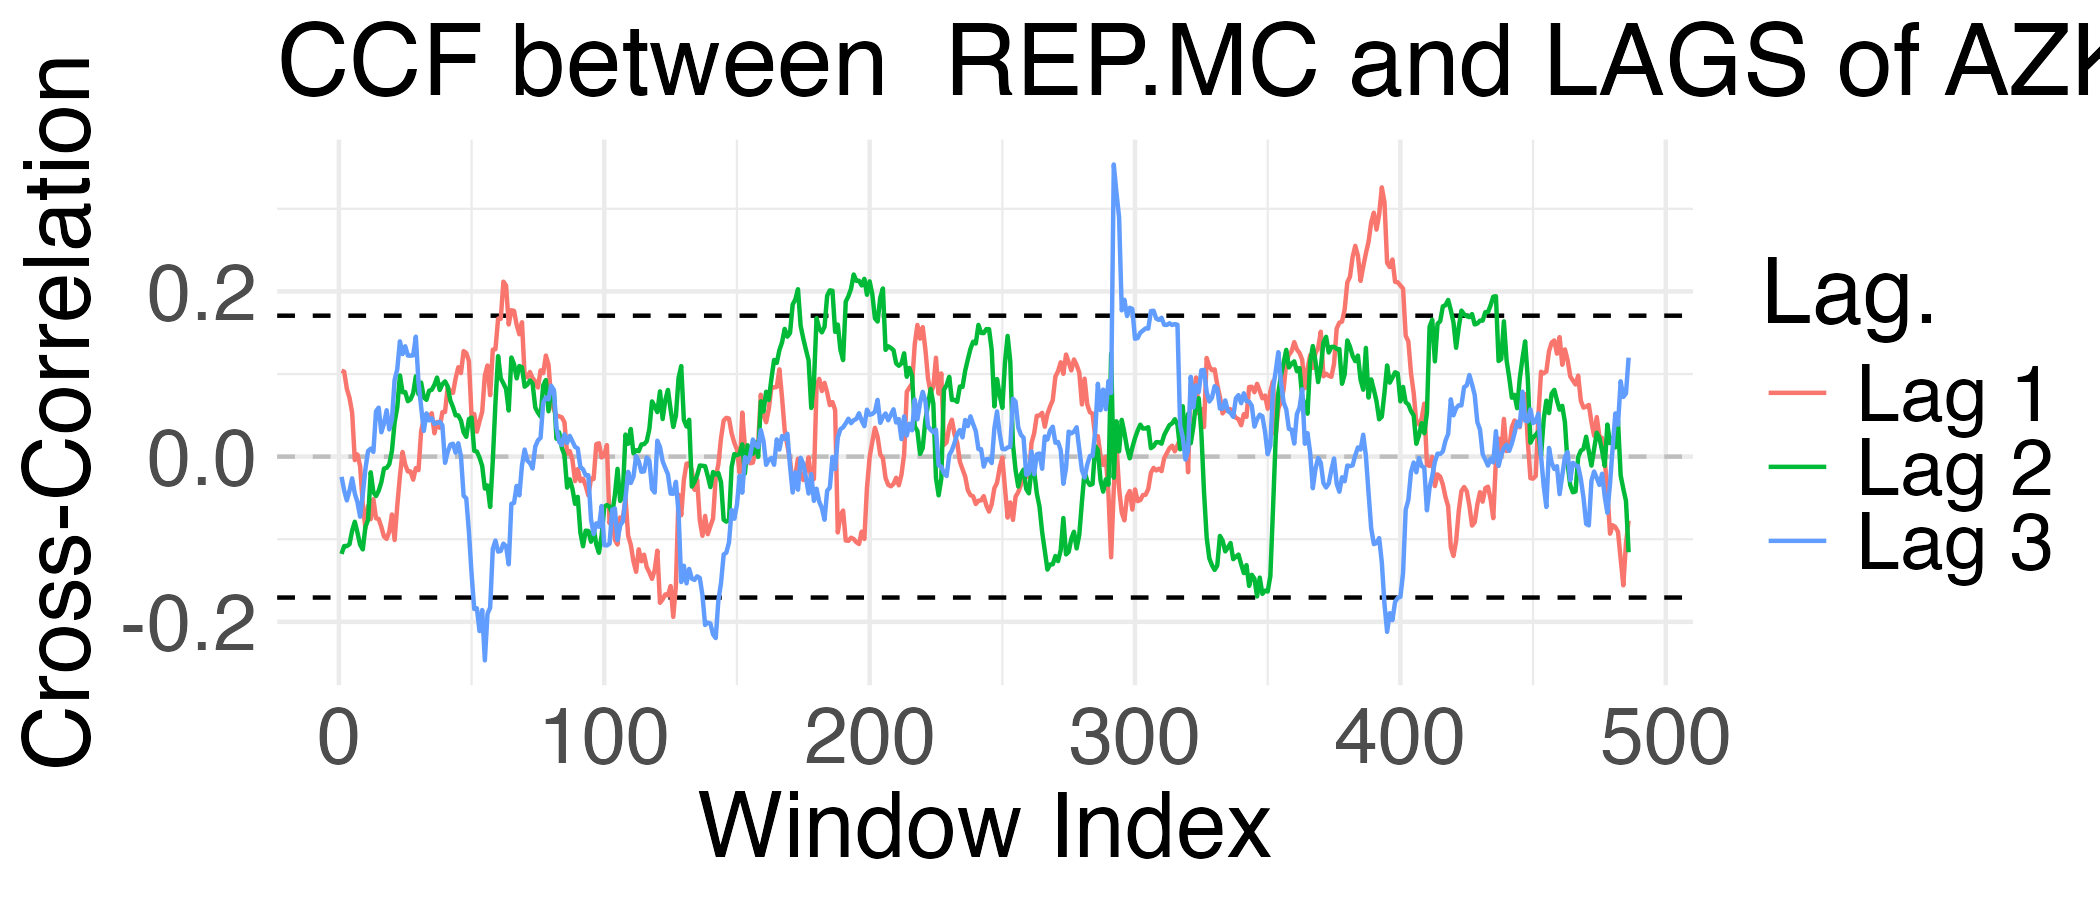 CCF between  REP.MC and LAGS of AZK
Cross-Correlation
0.2
0.0
-0.2
0 100 200 300 400 500
Window Index
Lag.
Lag 1
Lag 2
Lag 3